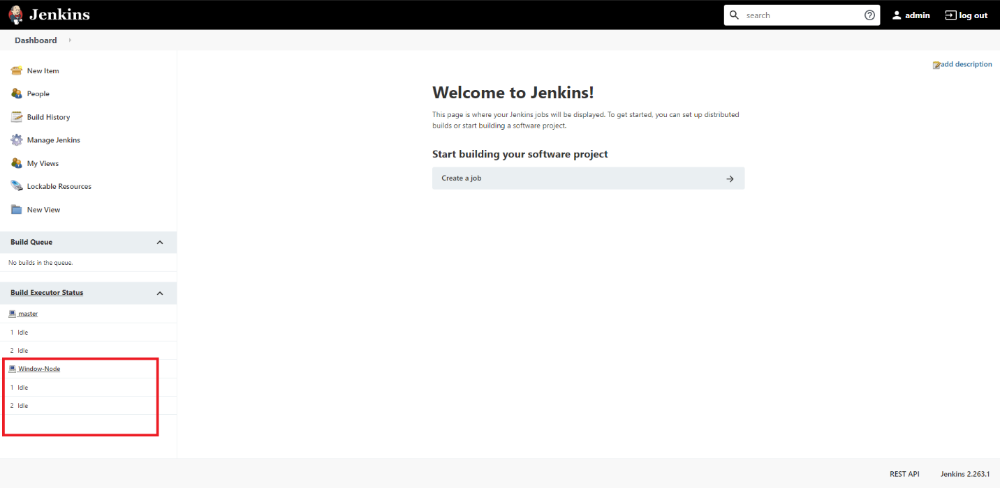 Jenkins
search
admin
log out
Dashboard
New Item
People
Build History
Manage Jenkins
My Views
Lockable Resources
New View
Build Queue
No builds in the queue.
Build Executor Status
master
1 Idle
2 Idle
Window-Node
1 Idle
2 Idle
add description
Welcome to Jenkins!
This page is where your Jenkins jobs will be displayed. To get started, you can set up distributed
builds or start building a software project.
Start building your software project
Create a job
REST API
Jenkins 2.263.1